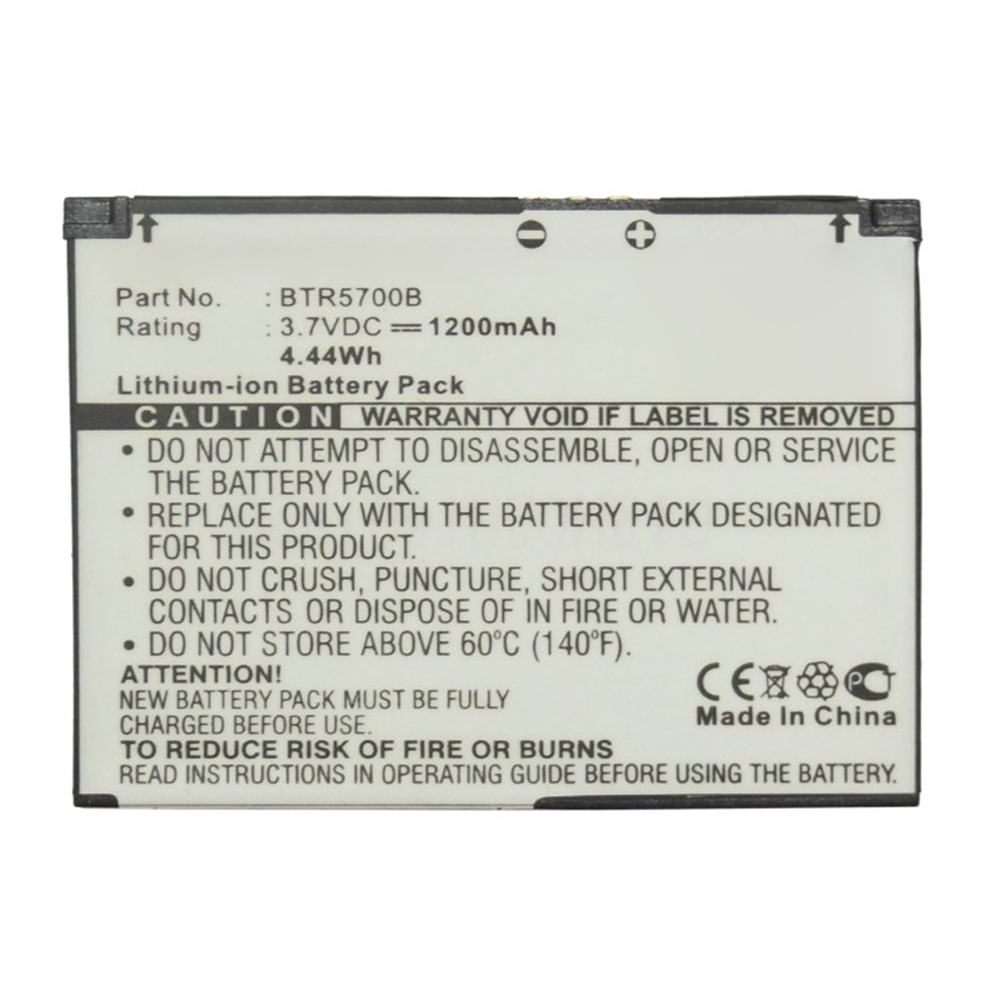 Part No. : BTR5700B
Rating : 3.7VDC ⎓ 1200mAh
4.44Wh
Lithium-ion Battery Pack
CAUTION WARRANTY VOID IF LABEL IS REMOVED
• DO NOT ATTEMPT TO DISASSEMBLE, OPEN OR SERVICE
THE BATTERY PACK.
• REPLACE ONLY WITH THE BATTERY PACK DESIGNATED
FOR THIS PRODUCT.
• DO NOT CRUSH, PUNCTURE, SHORT EXTERNAL
CONTACTS OR DISPOSE OF IN FIRE OR WATER.
• DO NOT STORE ABOVE 60°C (140°F).
ATTENTION!
NEW BATTERY PACK MUST BE FULLY
CHARGED BEFORE USE.
CE PC
Made In China
TO REDUCE RISK OF FIRE OR BURNS
READ INSTRUCTIONS IN OPERATING GUIDE BEFORE USING THE BATTERY.